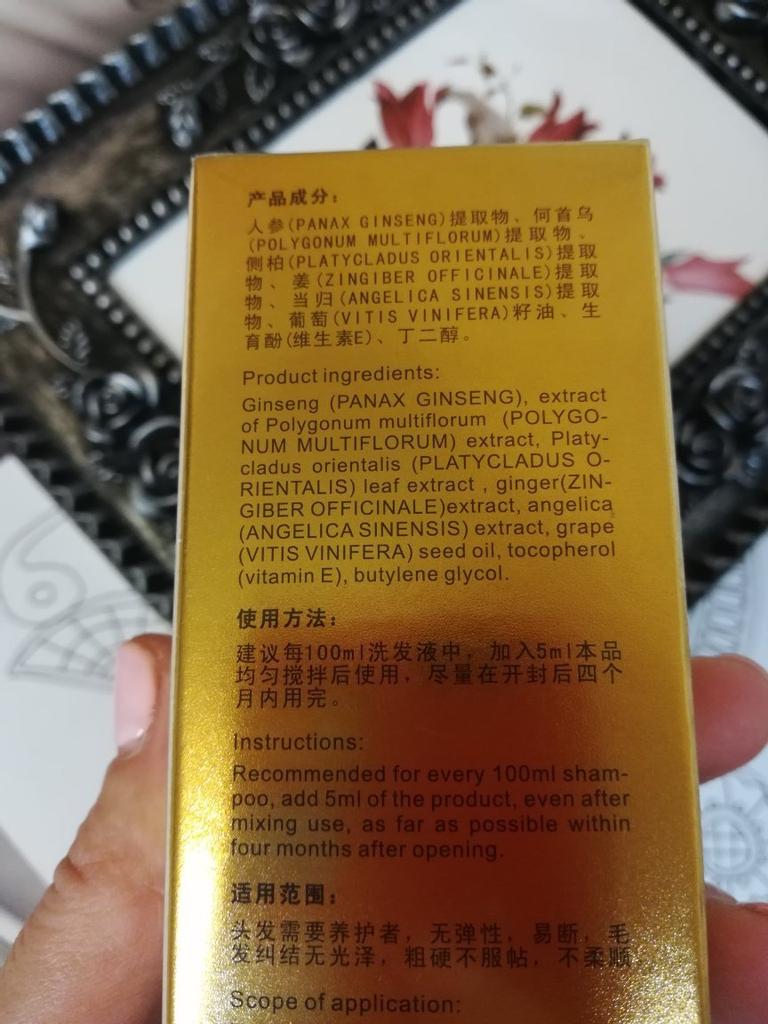 产品成分:
人参(PANAX GINSENG)提取物、何首乌
(POLYGONUM MULTIFLORUM)提取物、
侧柏(PLATYCLADUS ORIENTALIS)提取
物、姜(ZINGIBER OFFICINALE)提取
物、当归(ANGELICA SINENSIS)提取
物、葡萄(VITIS VINIFERA)籽油、生
育酚(维生素E)、丁二醇。
Product ingredients:
Ginseng (PANAX GINSENG), extract
of Polygonum multiflorum (POLYGO-
NUM MULTIFLORUM) extract, Platy-
cladus orientalis (PLATYCLADUS O-
RIENTALIS) leaf extract , ginger(ZIN-
GIBER OFFICINALE)extract, angelica
(ANGELICA SINENSIS) extract, grape
(VITIS VINIFERA) seed oil, tocopherol
(vitamin E), butylene glycol.
使用方法:
建议每100ml洗发液中，加入5ml本品
均匀搅拌后使用，尽量在开封后四个
月内用完。
Instructions:
Recommended for every 100ml sham-
poo, add 5ml of the product, even after
mixing use, as far as possible within
four months after opening.
适用范围:
头发需要养护者，无弹性，易断，毛
发纠结无光泽，粗硬不服帖，不柔顺
Scope of application: